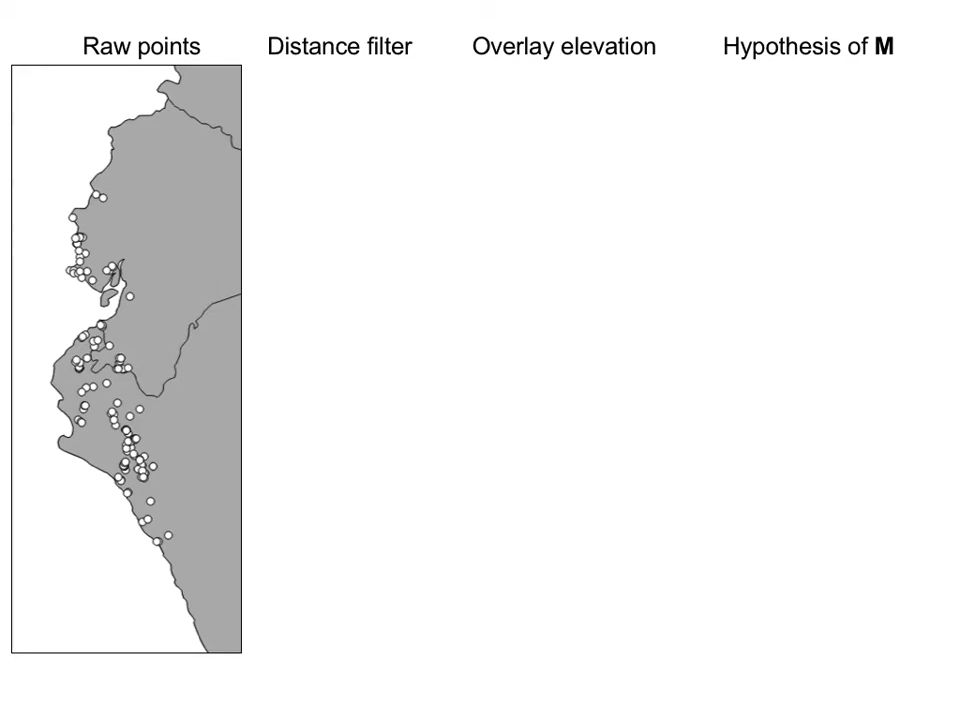 Raw points
Distance filter
Overlay elevation
Hypothesis of M